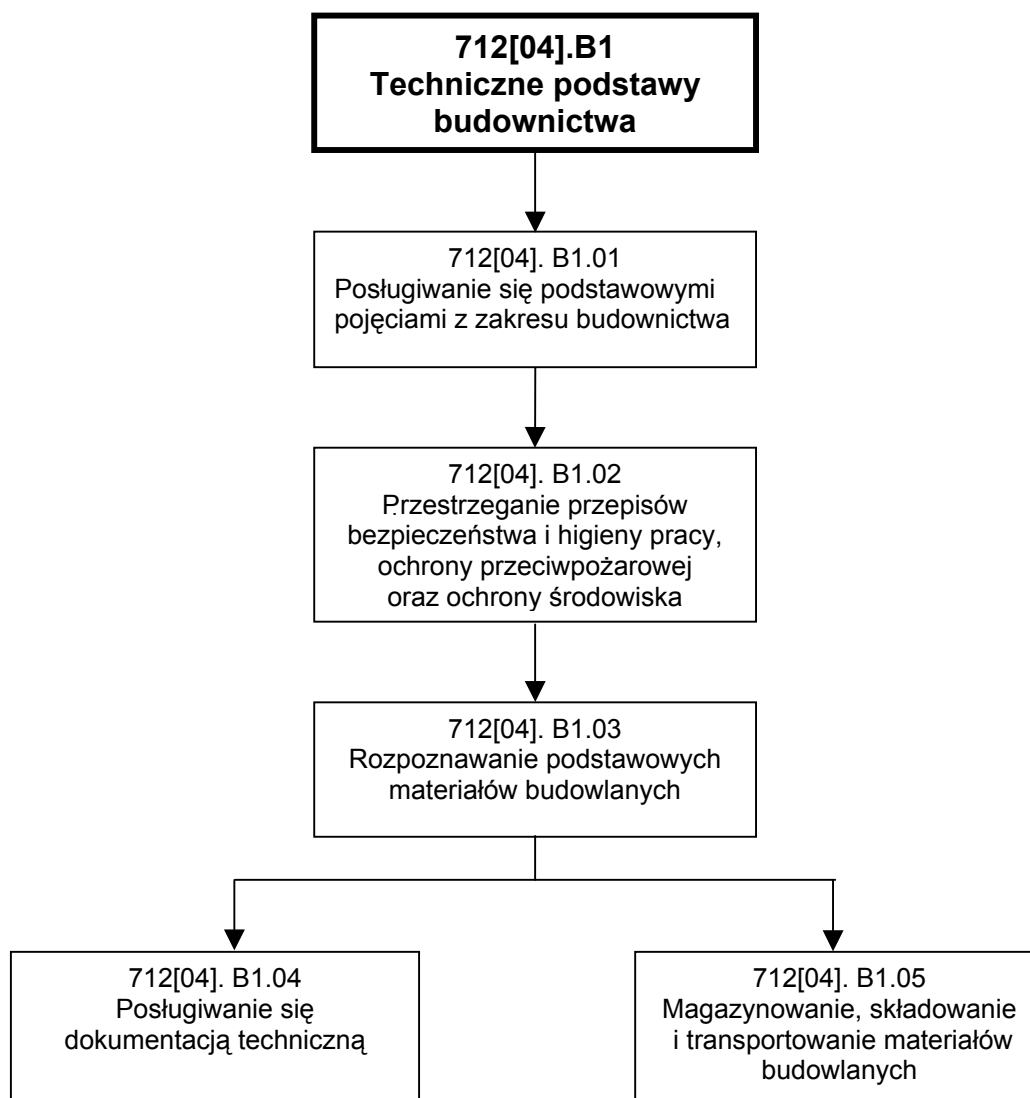 712[04].B1
Techniczne podstawy
budownictwa
712[04]. B1.01
Posługiwanie się podstawowymi
pojęciami z zakresu budownictwa
712[04]. B1.02
Przestrzeganie przepisów
bezpieczeństwa i higieny pracy,
ochrony przeciwpożarowej
oraz ochrony środowiska
712[04]. B1.03
Rozpoznawanie podstawowych
materiałów budowlanych
712[04]. B1.04
Posługiwanie się
dokumentacją techniczną
712[04]. B1.05
Magazynowanie, składowanie
i transportowanie materiałów
budowlanych